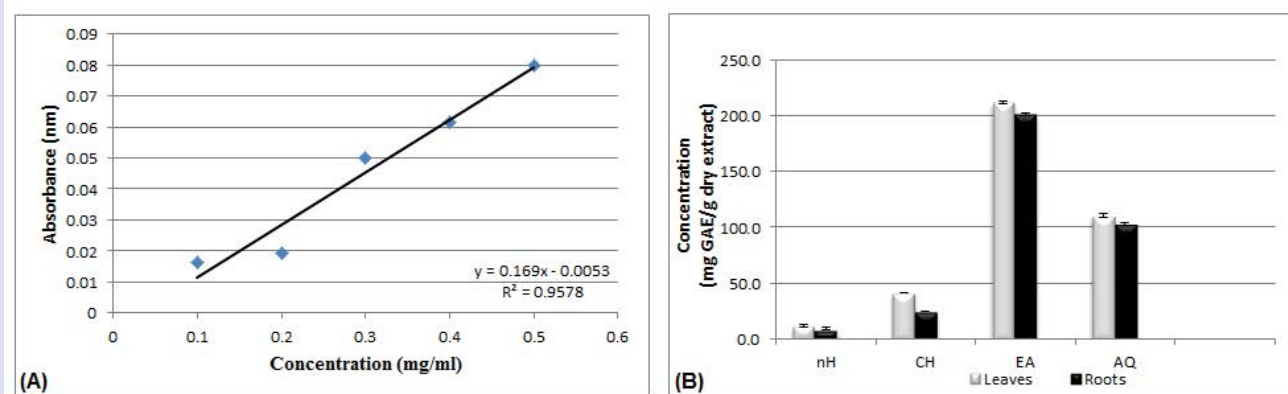 0.09
0.08
0.07
0.06
0.05
0.04
0.03
0.02
0.01
0
Absorbance (nm)
y = 0.169x - 0.0053
R² = 0.9578
0 0.1 0.2 0.3 0.4 0.5 0.6
Concentration (mg/ml)
(A)
250.0
200.0
150.0
100.0
50.0
0.0
Concentration
(mg GAE/g dry extract)
nH CH EA AQ
Leaves Roots
(B)